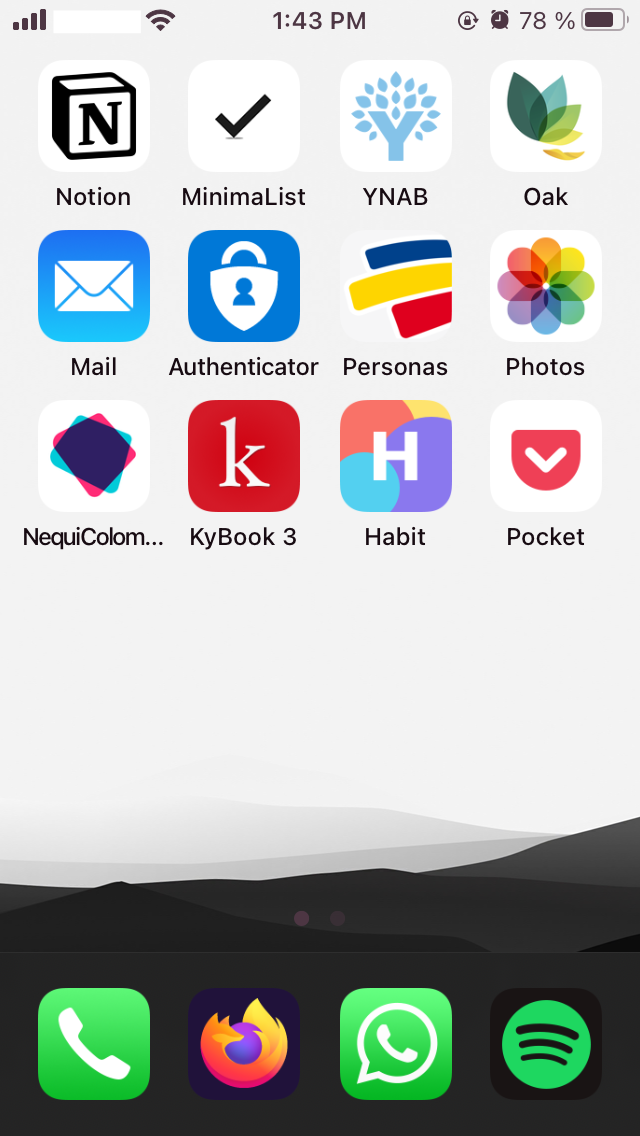 1:43 PM 78 %
N Y
Notion MinimaList YNAB Oak
Mail Authenticator Personas Photos
k H
NequiColom... KyBook 3 Habit Pocket